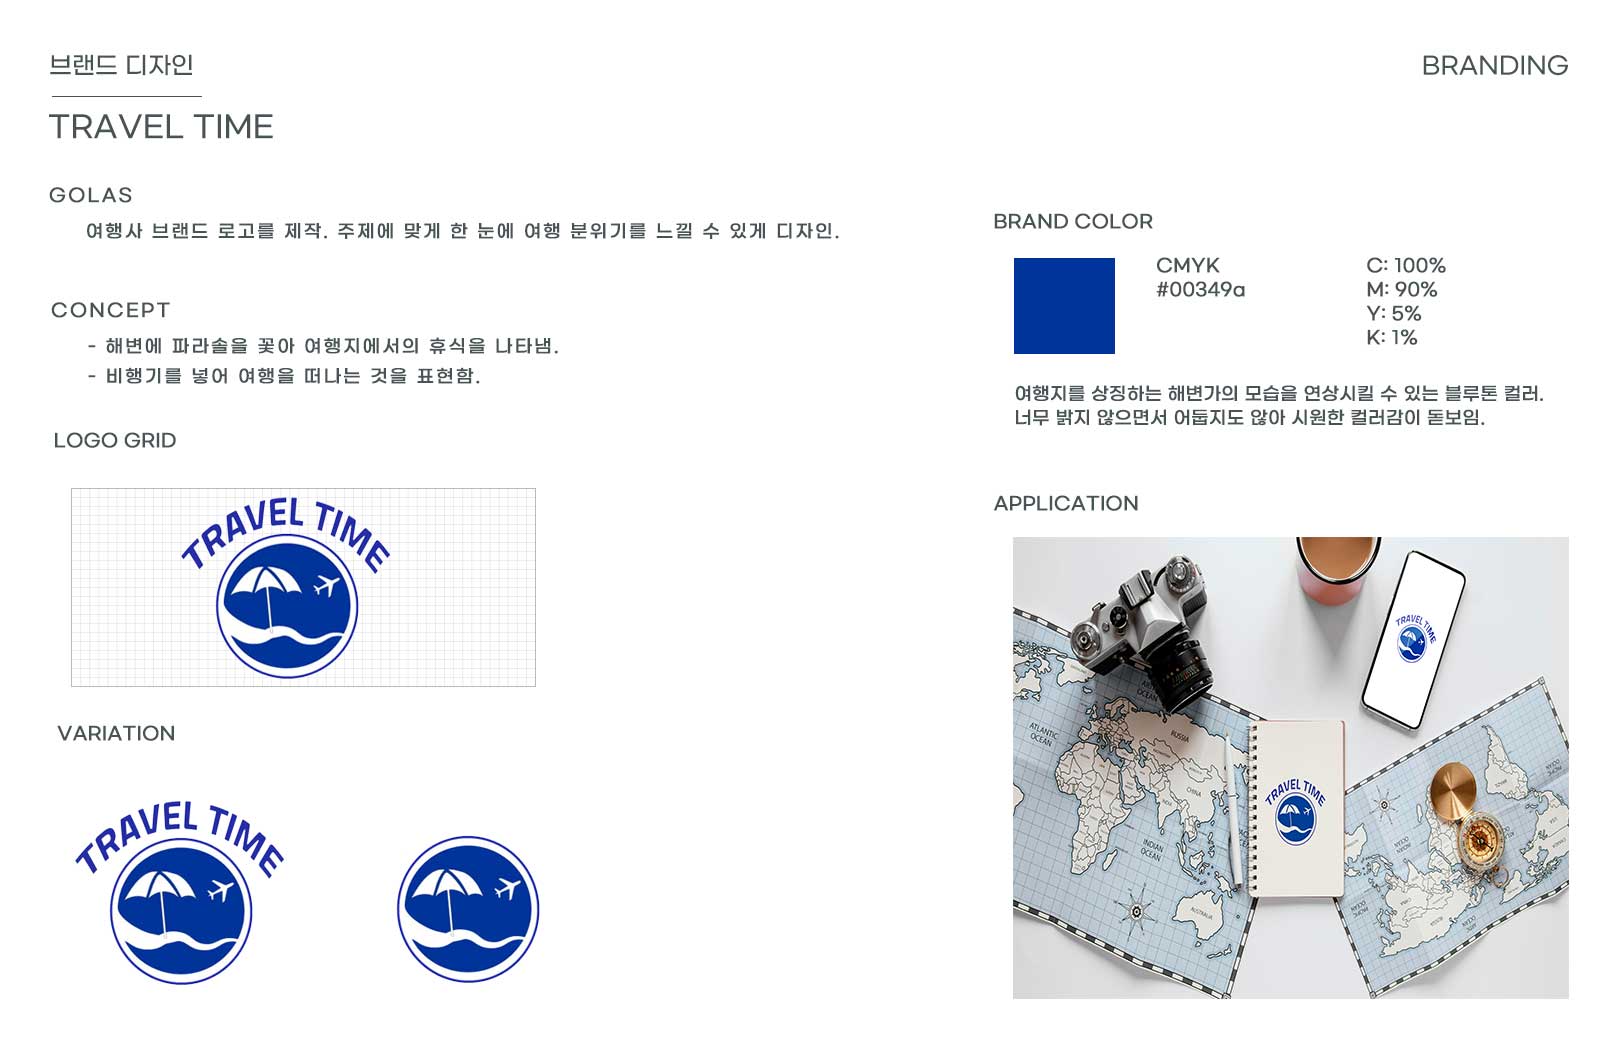 브랜드 디자인
BRANDING
TRAVEL TIME
GOLAS
여행사 브랜드 로고를 제작. 주제에 맞게 한 눈에 여행 분위기를 느낄 수 있게 디자인.
CONCEPT
- 해변에 파라솔을 꽃아 여행지에서의 휴식을 나타냄.
- 비행기를 넣어 여행을 떠나는 것을 표현함.
LOGO GRID
TRAVEL TIME
VARIATION
TRAVEL TIME
BRAND COLOR
CMYK
#00349a
C: 100%
M: 90%
Y: 5%
K: 1%
여행지를 상징하는 해변가의 모습을 연상시킬 수 있는 블루톤 컬러.
너무 밝지 않으면서 어둡지도 않아 시원한 컬러감이 돋보임.
APPLICATION
TRAVEL TIME
TRAVEL TIME
ATLANTIC
OCEAN
OCEAN
RUSSIA
CHINA
INDIA
INDIAN
OCEAN
AUSTRALIA